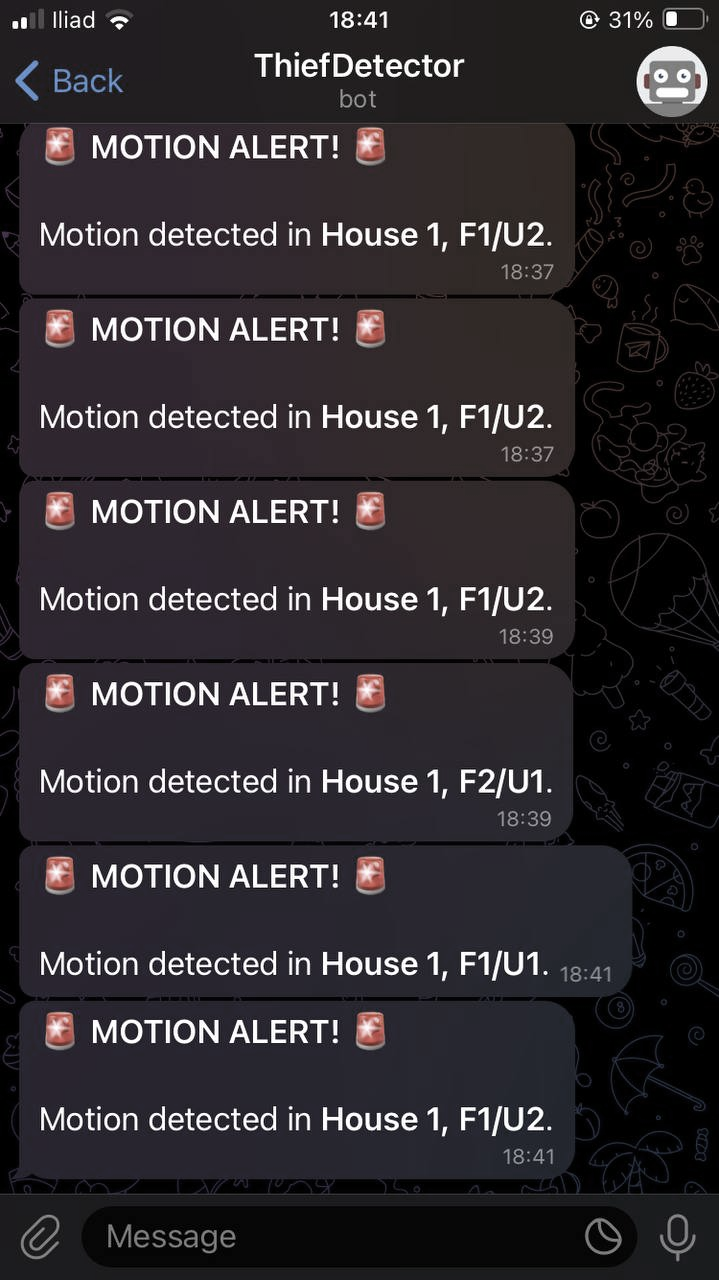 Iliad 18:41 31%
Back
ThiefDetector
bot
🚨 MOTION ALERT! 🚨
Motion detected in House 1, F1/U2.
18:37
🚨 MOTION ALERT! 🚨
Motion detected in House 1, F1/U2.
18:37
🚨 MOTION ALERT! 🚨
Motion detected in House 1, F1/U2.
18:39
🚨 MOTION ALERT! 🚨
Motion detected in House 1, F2/U1.
18:39
🚨 MOTION ALERT! 🚨
Motion detected in House 1, F1/U1. 18:41
🚨 MOTION ALERT! 🚨
Motion detected in House 1, F1/U2.
18:41
Message